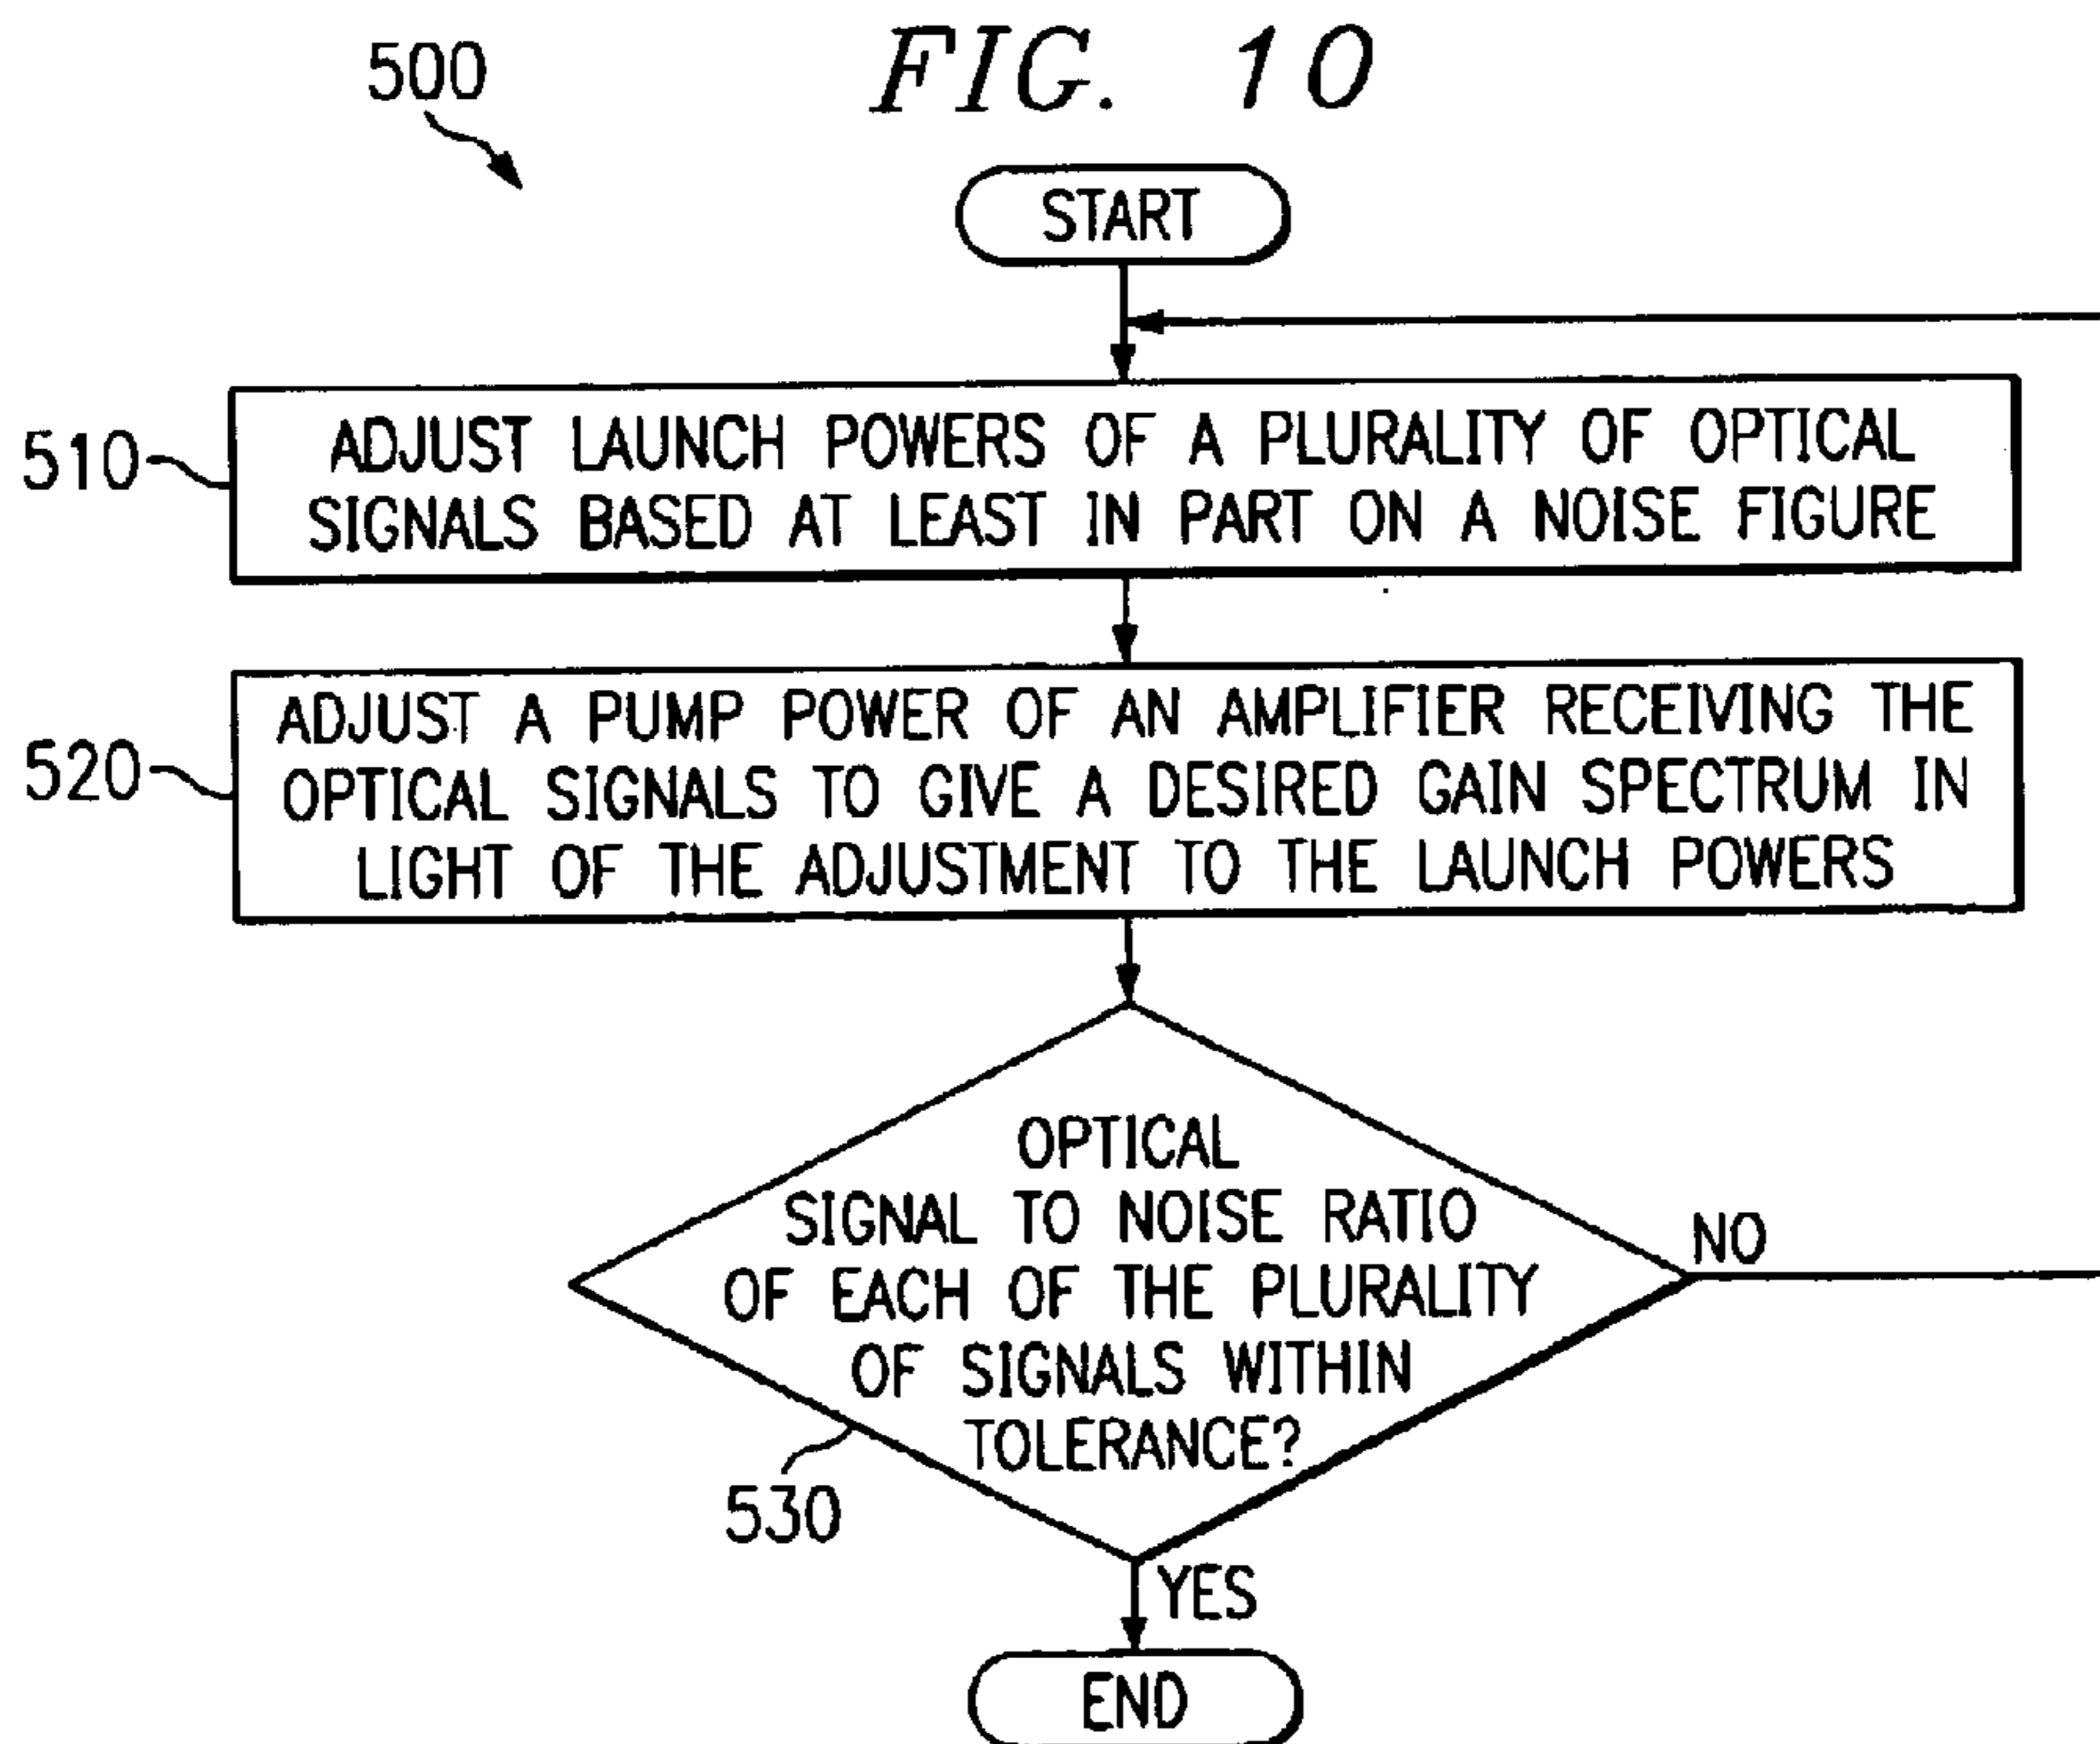 FIG. 10
500
START
510
ADJUST LAUNCH POWERS OF A PLURALITY OF OPTICAL
SIGNALS BASED AT LEAST IN PART ON A NOISE FIGURE
520
ADJUST A PUMP POWER OF AN AMPLIFIER RECEIVING THE
OPTICAL SIGNALS TO GIVE A DESIRED GAIN SPECTRUM IN
LIGHT OF THE ADJUSTMENT TO THE LAUNCH POWERS
OPTICAL
SIGNAL TO NOISE RATIO
OF EACH OF THE PLURALITY
OF SIGNALS WITHIN
TOLERANCE?
NO
530
YES
END